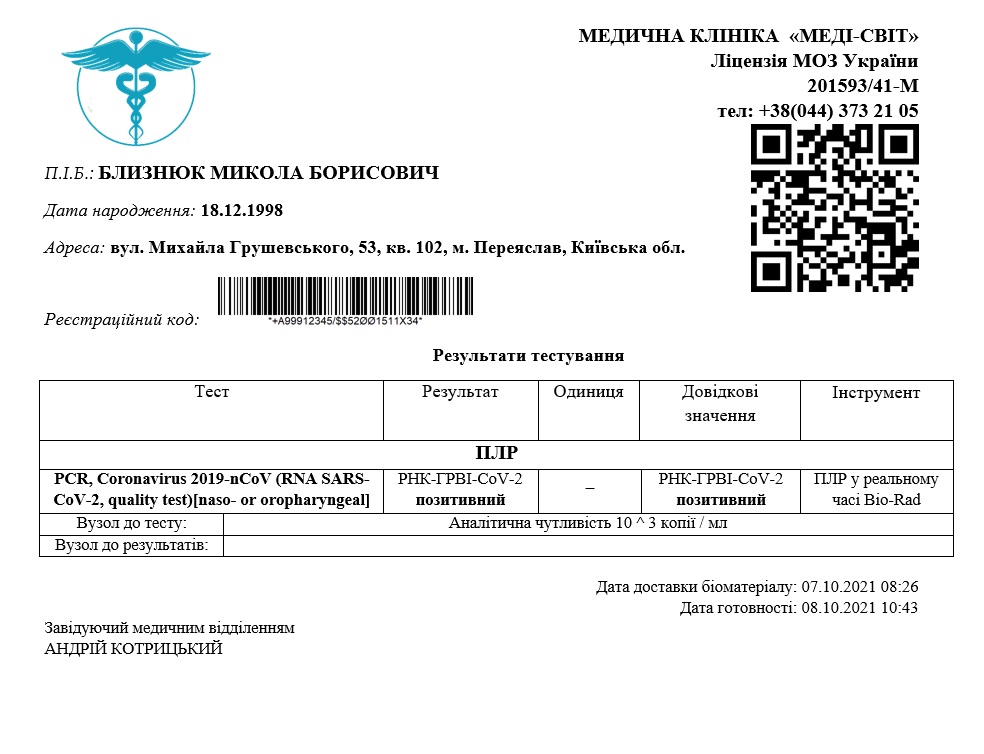 МЕДИЧНА КЛІНІКА «МЕДІ-СВІТ»
Ліцензія МОЗ України
201593/41-М
тел: +38(044) 373 21 05
П.І.Б.: БЛИЗНЮК МИКОЛА БОРИСОВИЧ
Дата народження: 18.12.1998
Адреса: вул. Михайла Грушевського, 53, кв. 102, м. Переяслав, Київська обл.
Реєстраційний код:
*+A99912345/$$52ØØ1511X34*
Результати тестування
Тест Результат Одиниця Довідкові значення Інструмент
ПЛР
PCR, Coronavirus 2019-nCoV (RNA SARS- РНК-ГРВІ-CoV-2 – РНК-ГРВІ-CoV-2 ПЛР у реальному
CoV-2, quality test)[naso- or oropharyngeal] позитивний позитивний часі Bio-Rad
Вузол до тесту: Аналітична чутливість 10 ^ 3 копії / мл
Вузол до результатів:
Дата доставки біоматеріалу: 07.10.2021 08:26
Дата готовності: 08.10.2021 10:43
Завідуючий медичним відділенням
АНДРІЙ КОТРИЦЬКИЙ